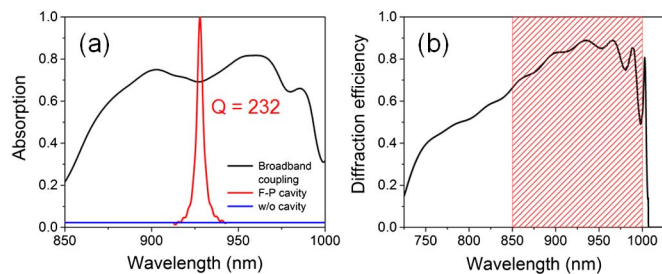 (a)
Q = 232
Broadband
coupling
F-P cavity
w/o cavity
Absorption
1.0
0.8
0.6
0.4
0.2
0.0
850
900
950
1000
Wavelength (nm)
(b)
Diffraction efficiency
1.0
0.8
0.6
0.4
0.2
0.0
750
800
850
900
950
1000
Wavelength (nm)